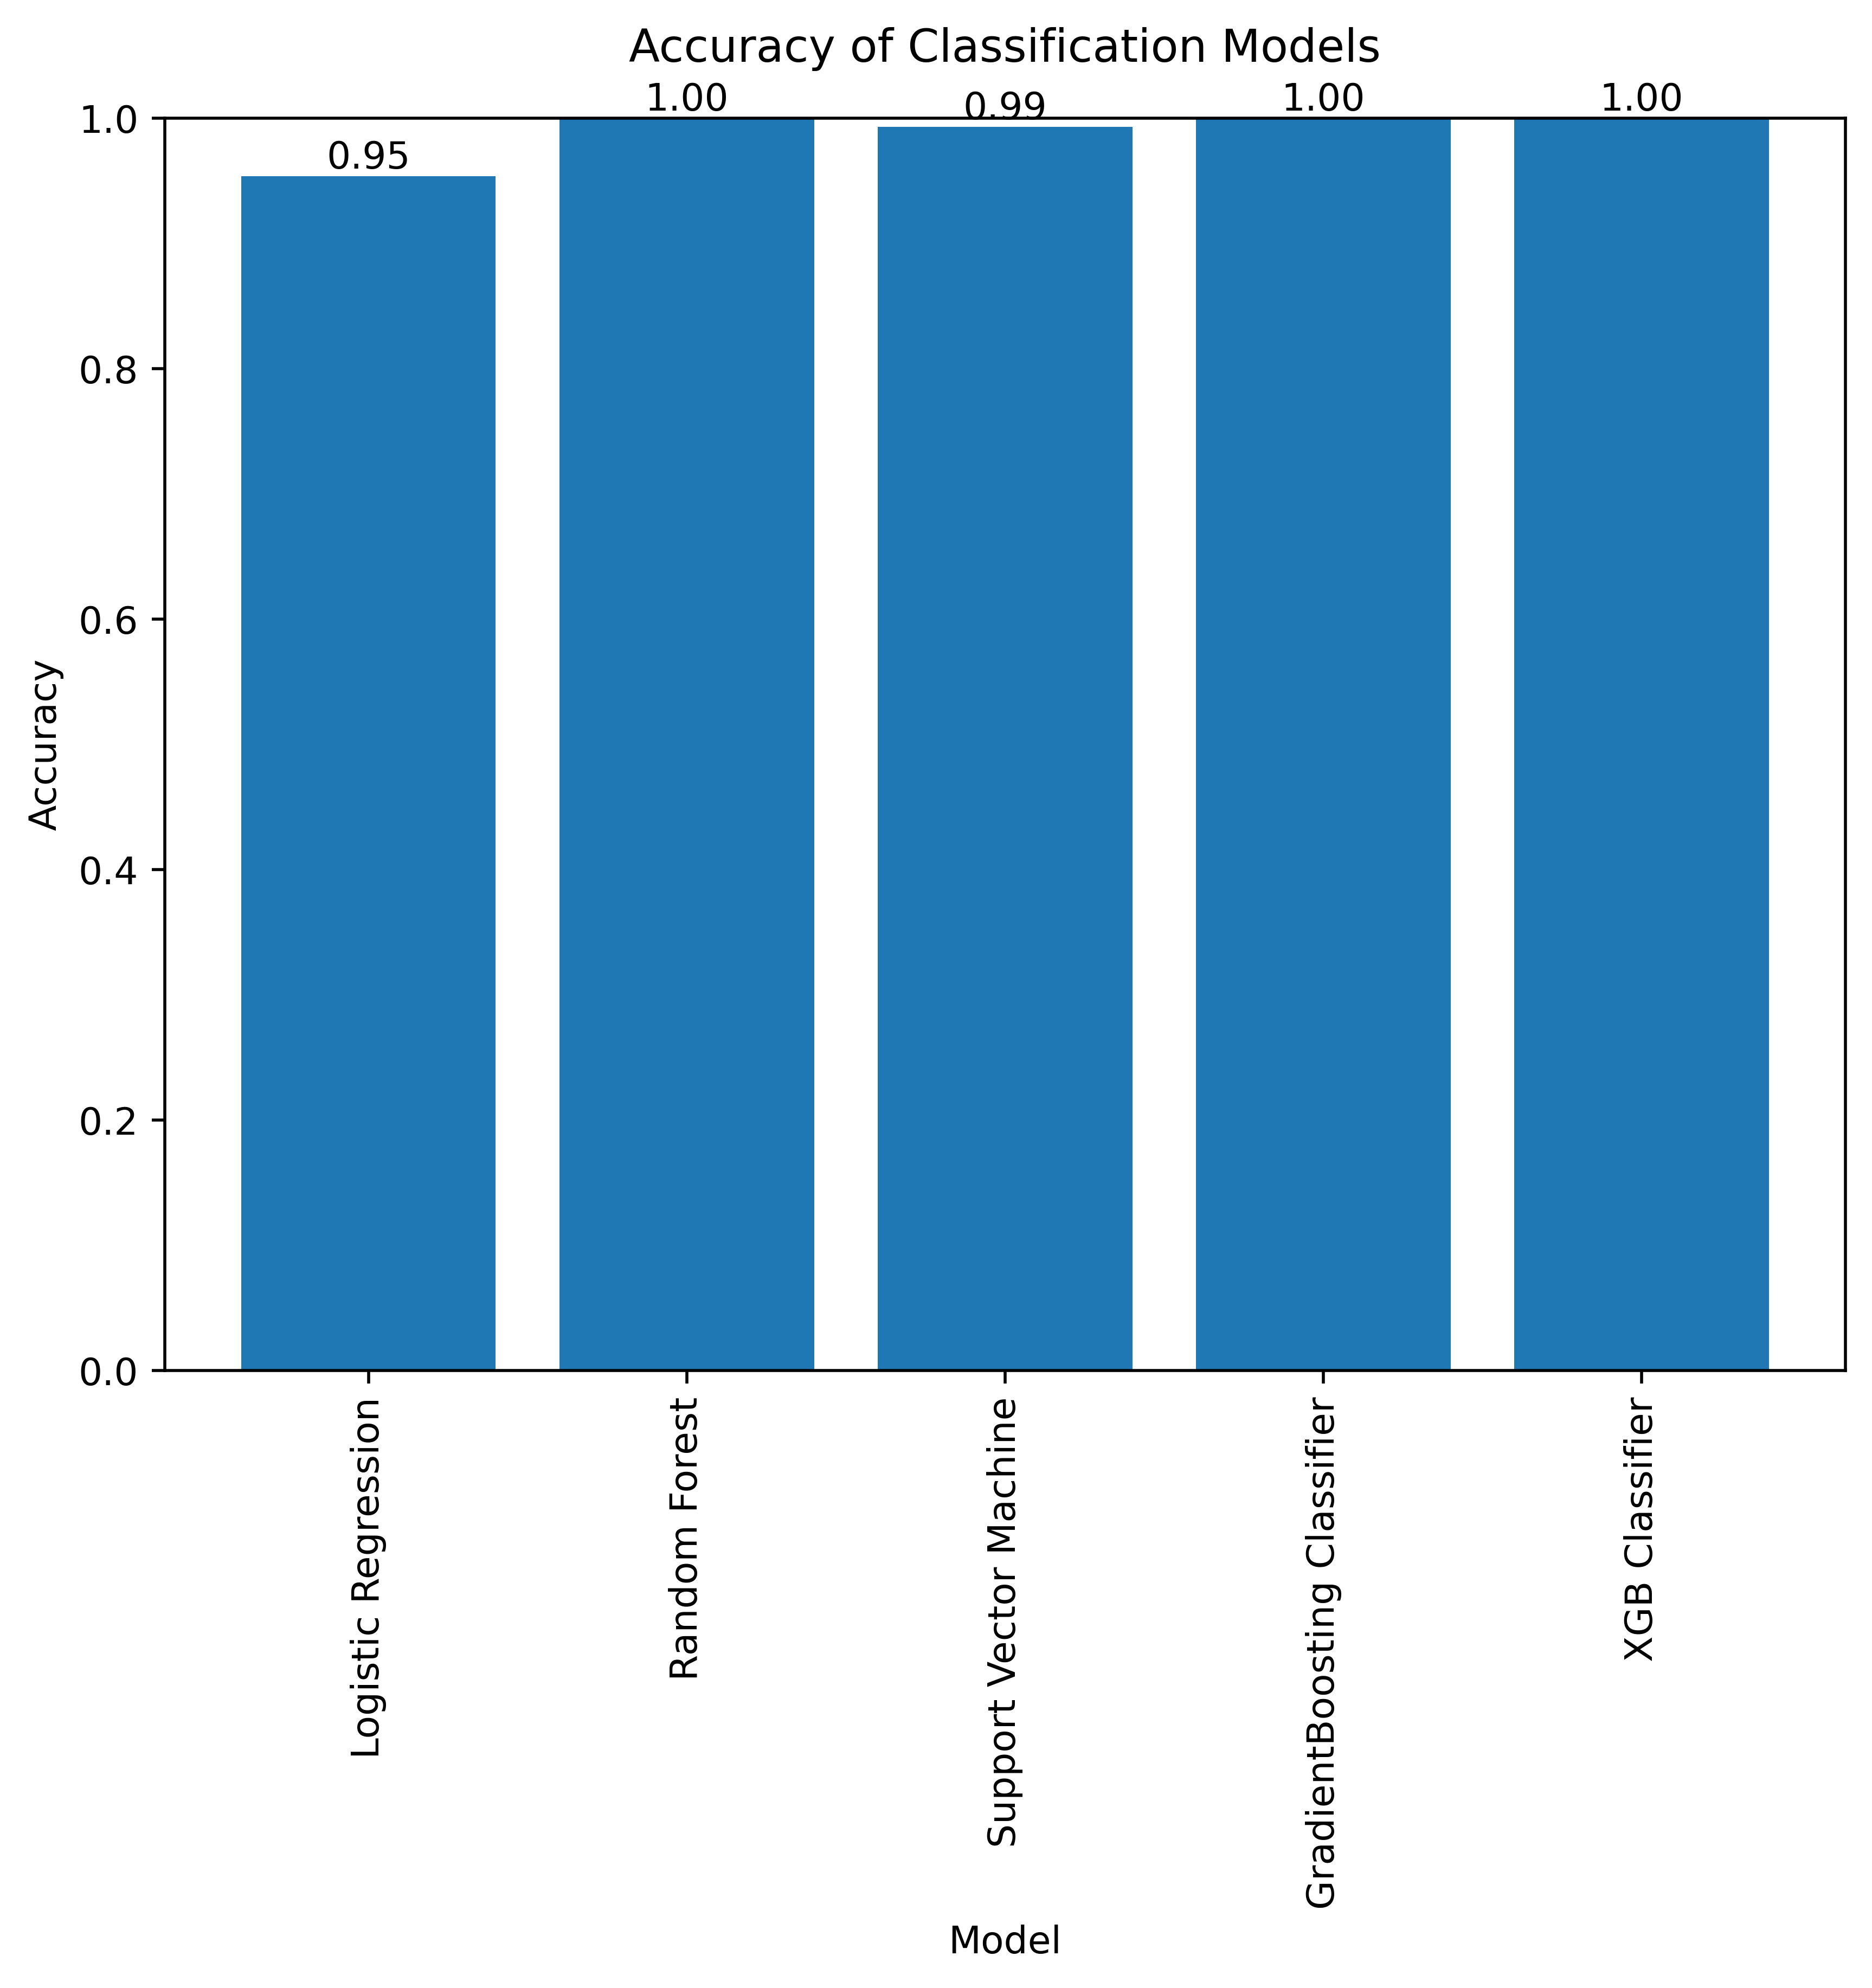 Accuracy of Classification Models
0.95
1.00
0.99
1.00
1.00
1.0
0.8
0.6
0.4
0.2
0.0
Accuracy
Logistic Regression
Random Forest
Support Vector Machine
GradientBoosting Classifier
XGB Classifier
Model